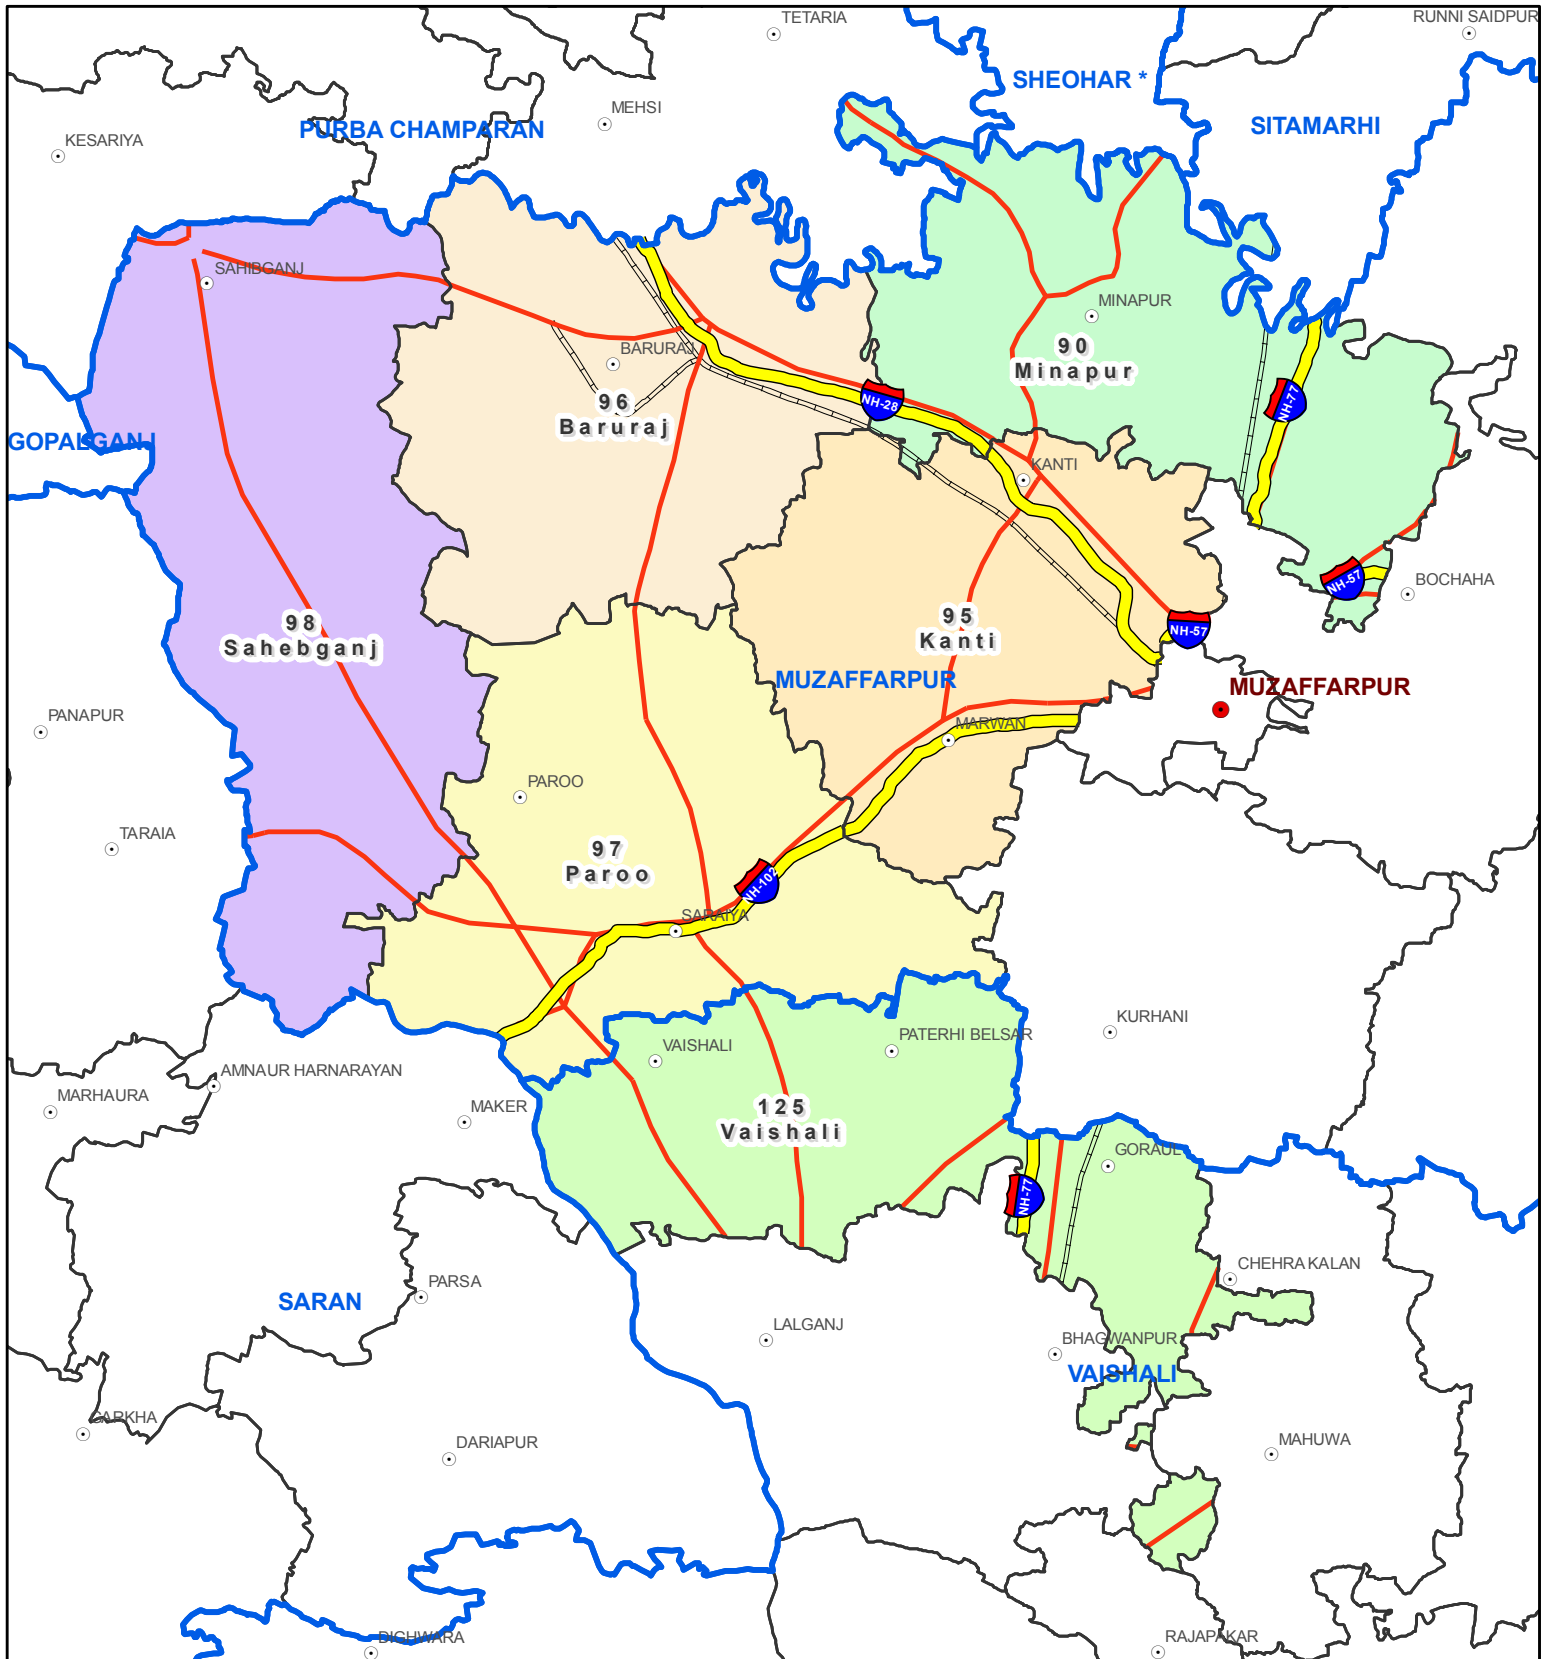 TETARIA
RUNNI SAIDPUR
SHEOHAR *
MEHSI
PURBA CHAMPARAN
SITAMARHI
KESARIYA
SAHIBGANJ
MINAPUR
90
Minapur
BARURAJ
96
Baruraj
NH-28
NH-77
GOPALGANJ
KANTI
NH-57
BOCHAHA
98
Sahebganj
95
Kanti
NH-57
MUZAFFARPUR
MUZAFFARPUR
PANAPUR
MARWAN
PAROO
TARAIA
97
Paroo
NH-102
SARAIYA
KURHANI
PATERHI BELSAR
VAISHALI
AMNAUR HARNARAYAN
MARHAURA
MAKER
125
Vaishali
GORAUL
NH-77
CHEHRA KALAN
PARSA
SARAN
LALGANJ
BHAGWANPUR
VAISHALI
GARKHA
DARIAPUR
MAHUWA
DIGHWARA
RAJAPAKAR